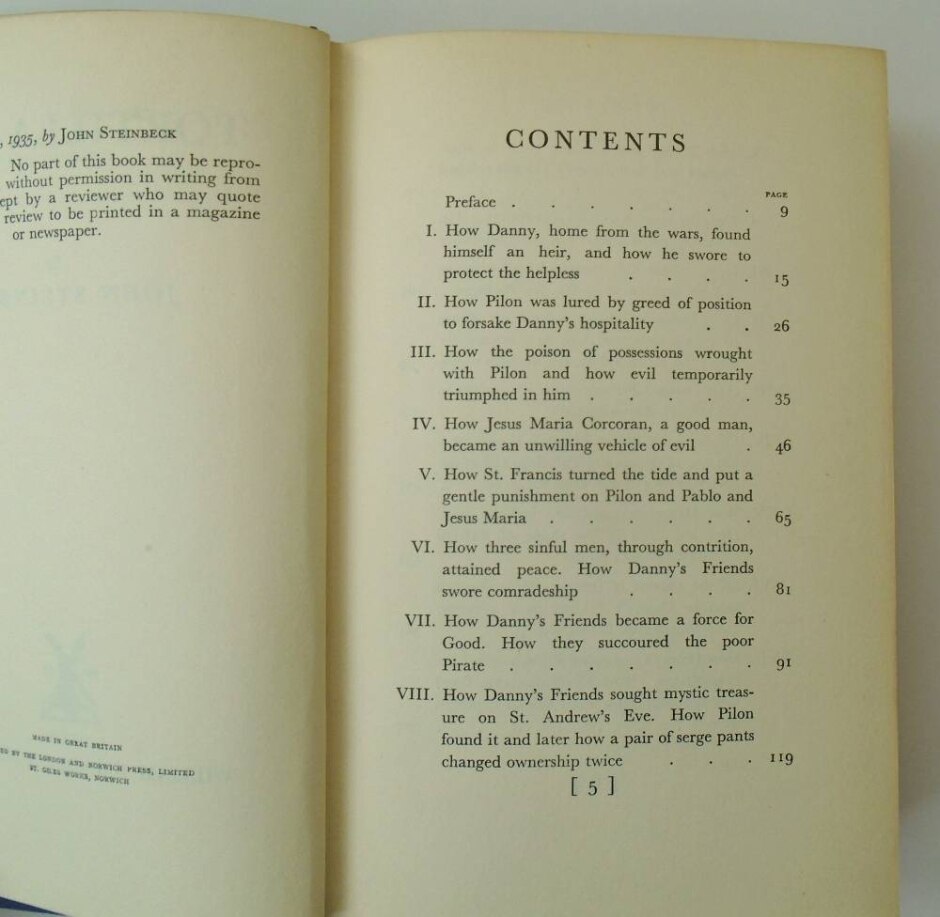 , 1935, by JOHN STEINBECK
No part of this book may be repro-
without permission in writing from
ept by a reviewer who may quote
review to be printed in a magazine
or newspaper.
MADE IN GREAT BRITAIN
ED BY THE LONDON AND NORWICH PRESS, LIMITED
ST. GILES WORKS, NORWICH
CONTENTS
PAGE
Preface . . . . . . . 9
I. How Danny, home from the wars, found
himself an heir, and how he swore to
protect the helpless . . . . 15
II. How Pilon was lured by greed of position
to forsake Danny's hospitality . . 26
III. How the poison of possessions wrought
with Pilon and how evil temporarily
triumphed in him . . . . . 35
IV. How Jesus Maria Corcoran, a good man,
became an unwilling vehicle of evil . 46
V. How St. Francis turned the tide and put a
gentle punishment on Pilon and Pablo and
Jesus Maria . . . . . . 65
VI. How three sinful men, through contrition,
attained peace. How Danny's Friends
swore comradeship . . . . 81
VII. How Danny's Friends became a force for
Good. How they succoured the poor
Pirate . . . . . . . 91
VIII. How Danny's Friends sought mystic treas-
ure on St. Andrew's Eve. How Pilon
found it and later how a pair of serge pants
changed ownership twice . . . 119
[ 5 ]